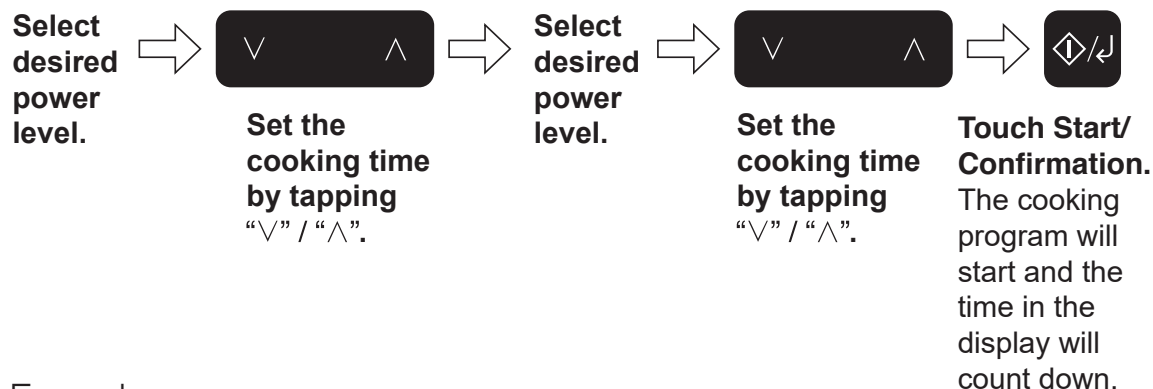 Select
desired
power
level.
∨ ∧
Set the
cooking time
by tapping
“∨” / “∧”.
Select
desired
power
level.
∨ ∧
Set the
cooking time
by tapping
“∨” / “∧”.
Touch Start/
Confirmation.
The cooking
program will
start and the
time in the
display will
count down.